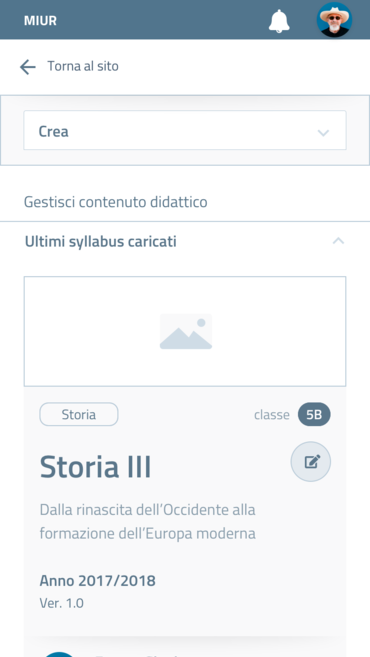 MIUR
Torna al sito
Crea
Gestisci contenuto didattico
Ultimi syllabus caricati
Storia
classe 5B
Storia III
Dalla rinascita dell'Occidente alla
formazione dell'Europa moderna
Anno 2017/2018
Ver. 1.0